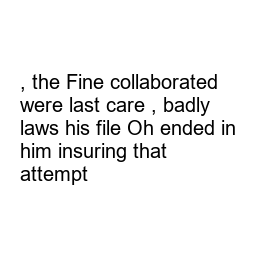 , the Fine collaborated
were last care , badly
laws his file Oh ended in
him insuring that
attempt